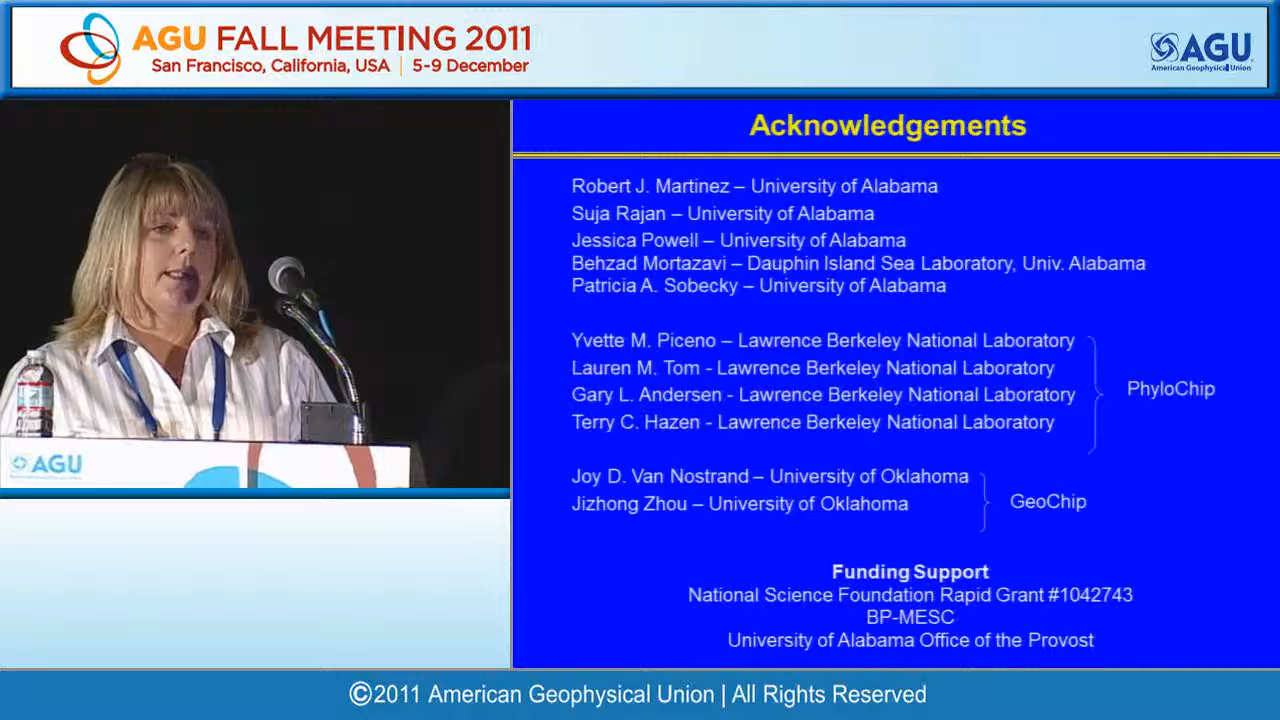 AGU FALL MEETING 2011
San Francisco, California, USA | 5-9 December
AGU
American Geophysical Union
Acknowledgements
Robert J. Martinez – University of Alabama
Suja Rajan – University of Alabama
Jessica Powell – University of Alabama
Behzad Mortazavi – Dauphin Island Sea Laboratory, Univ. Alabama
Patricia A. Sobecky – University of Alabama
Yvette M. Piceno – Lawrence Berkeley National Laboratory
Lauren M. Tom - Lawrence Berkeley National Laboratory
Gary L. Andersen - Lawrence Berkeley National Laboratory
Terry C. Hazen - Lawrence Berkeley National Laboratory
PhyloChip
Joy D. Van Nostrand – University of Oklahoma
Jizhong Zhou – University of Oklahoma
GeoChip
Funding Support
National Science Foundation Rapid Grant #1042743
BP-MESC
University of Alabama Office of the Provost
AGU
©2011 American Geophysical Union | All Rights Reserved